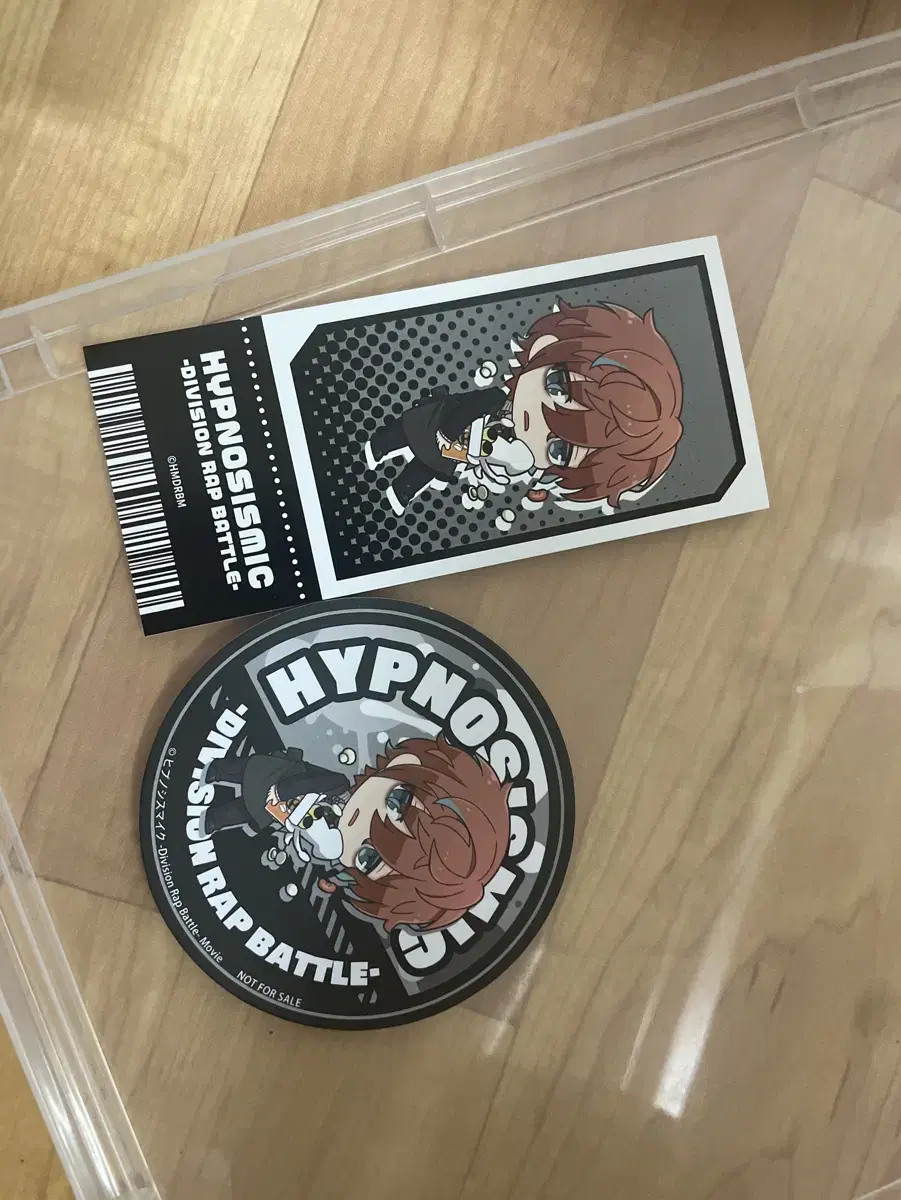 HYPNOSISMIC
-DIVISION RAP BATTLE-
©HMDRBM
HYPNOSISMIC
-DIVISION RAP BATTLE-
©ヒプノシスマイク -Division Rap Battle- Movie
NOT FOR SALE